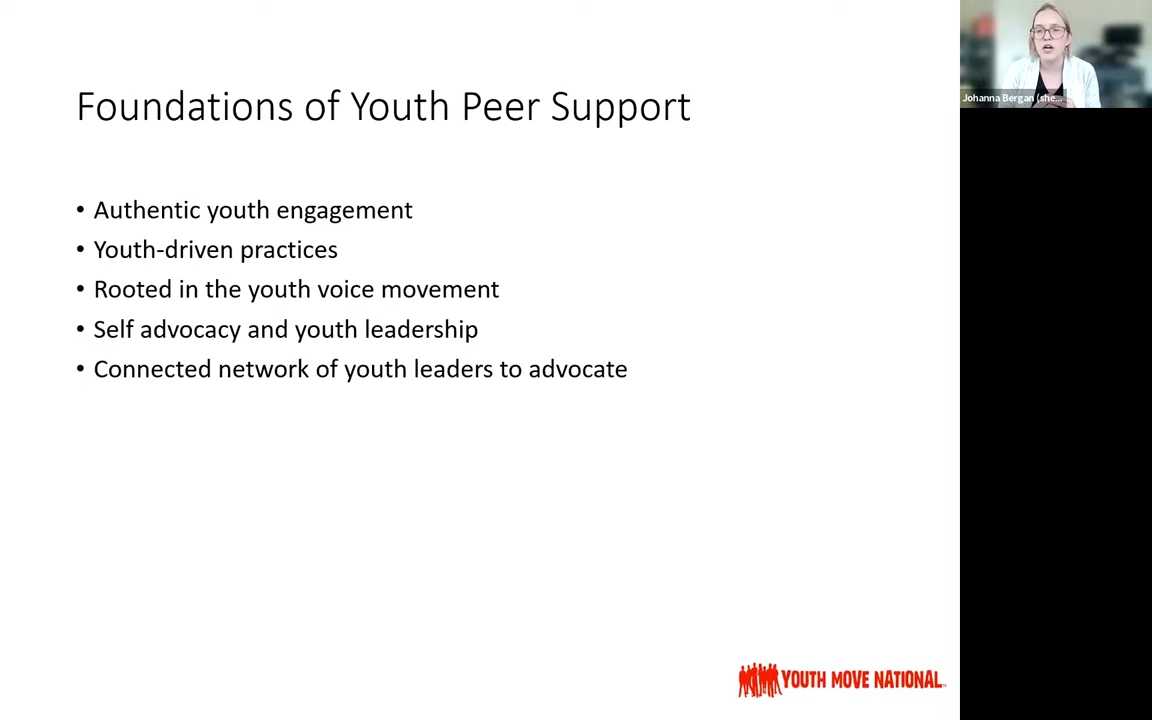 Foundations of Youth Peer Support
• Authentic youth engagement
• Youth-driven practices
• Rooted in the youth voice movement
• Self advocacy and youth leadership
• Connected network of youth leaders to advocate
Johanna Bergan (she...
YOUTH MOVE NATIONAL